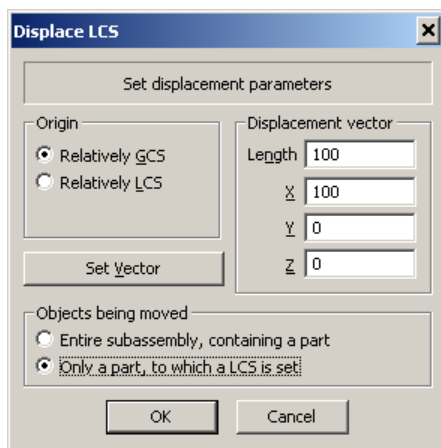 Displace LCS
Set displacement parameters
Origin
Relatively GCS
Relatively LCS
Set Vector
Displacement vector
Length 100
X 100
Y 0
Z 0
Objects being moved
Entire subassembly, containing a part
Only a part, to which a LCS is set
OK Cancel